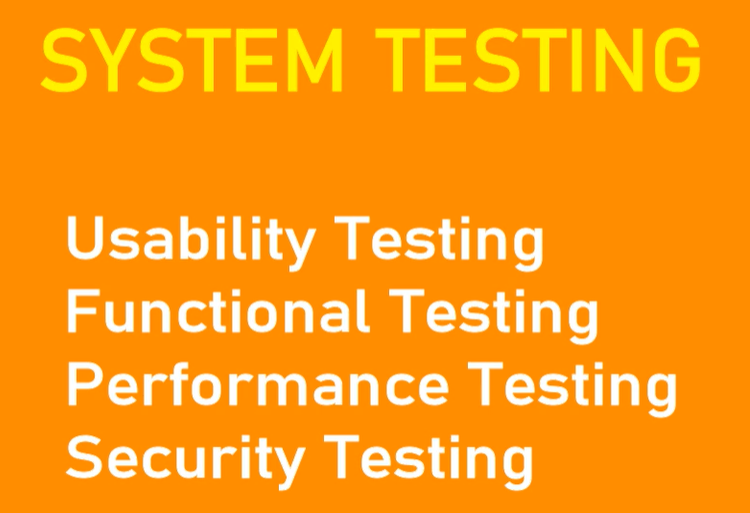 SYSTEM TESTING
Usability Testing
Functional Testing
Performance Testing
Security Testing